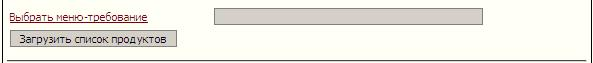 Выбрать меню-требование
Загрузить список продуктов